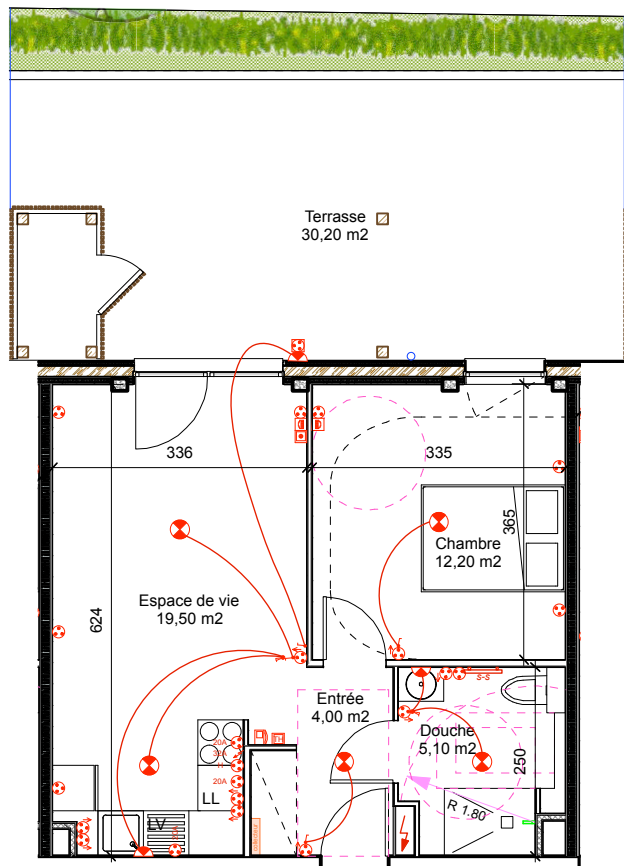 Terrasse
30,20 m2
336
335
365
Chambre
12,20 m2
Espace de vie
19,50 m2
624
Entrée
4,00 m2
S-S
Douche
5,10 m2
250
20A
32A
H
20A
LL
LV
R 1.80